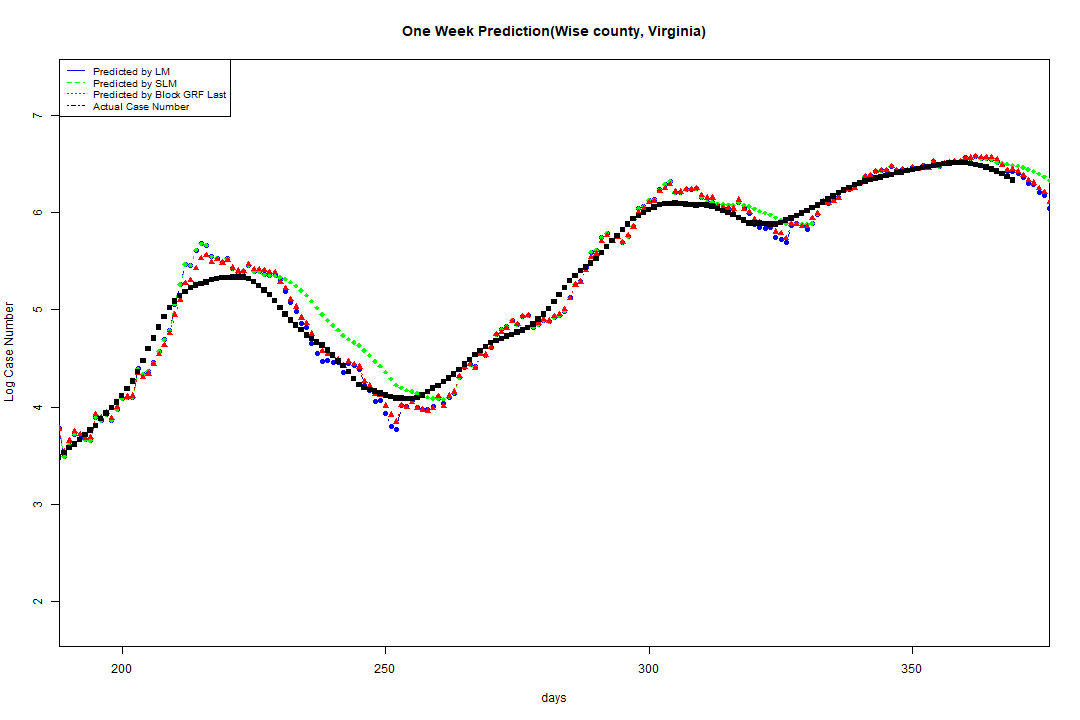 One Week Prediction(Wise county, Virginia)
Predicted by LM
Predicted by SLM
Predicted by Block GRF Last
Actual Case Number
7
6
5
4
3
2
Log Case Number
200
250
300
350
days